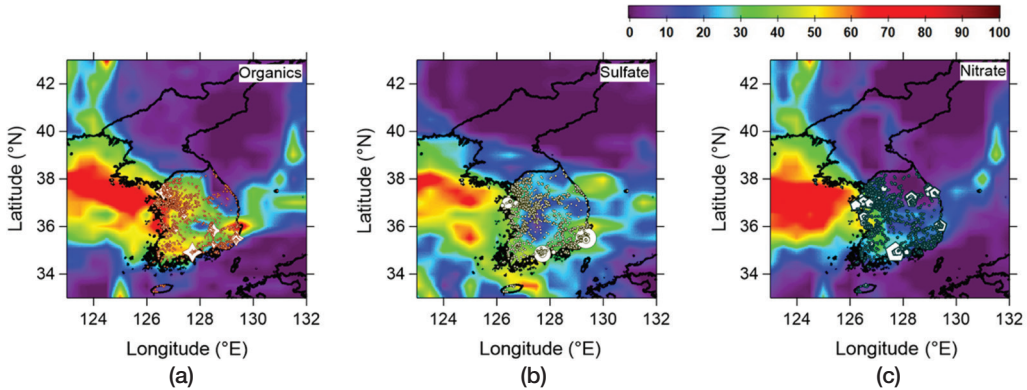 0 10 20 30 40 50 60 70 80 90 100
Organics
Sulfate
Nitrate
42
40
38
36
34
Latitude (°N)
124 126 128 130 132
Longitude (°E)
(a)
42
40
38
36
34
Latitude (°N)
124 126 128 130 132
Longitude (°E)
(b)
42
40
38
36
34
Latitude (°N)
124 126 128 130 132
Longitude (°E)
(c)